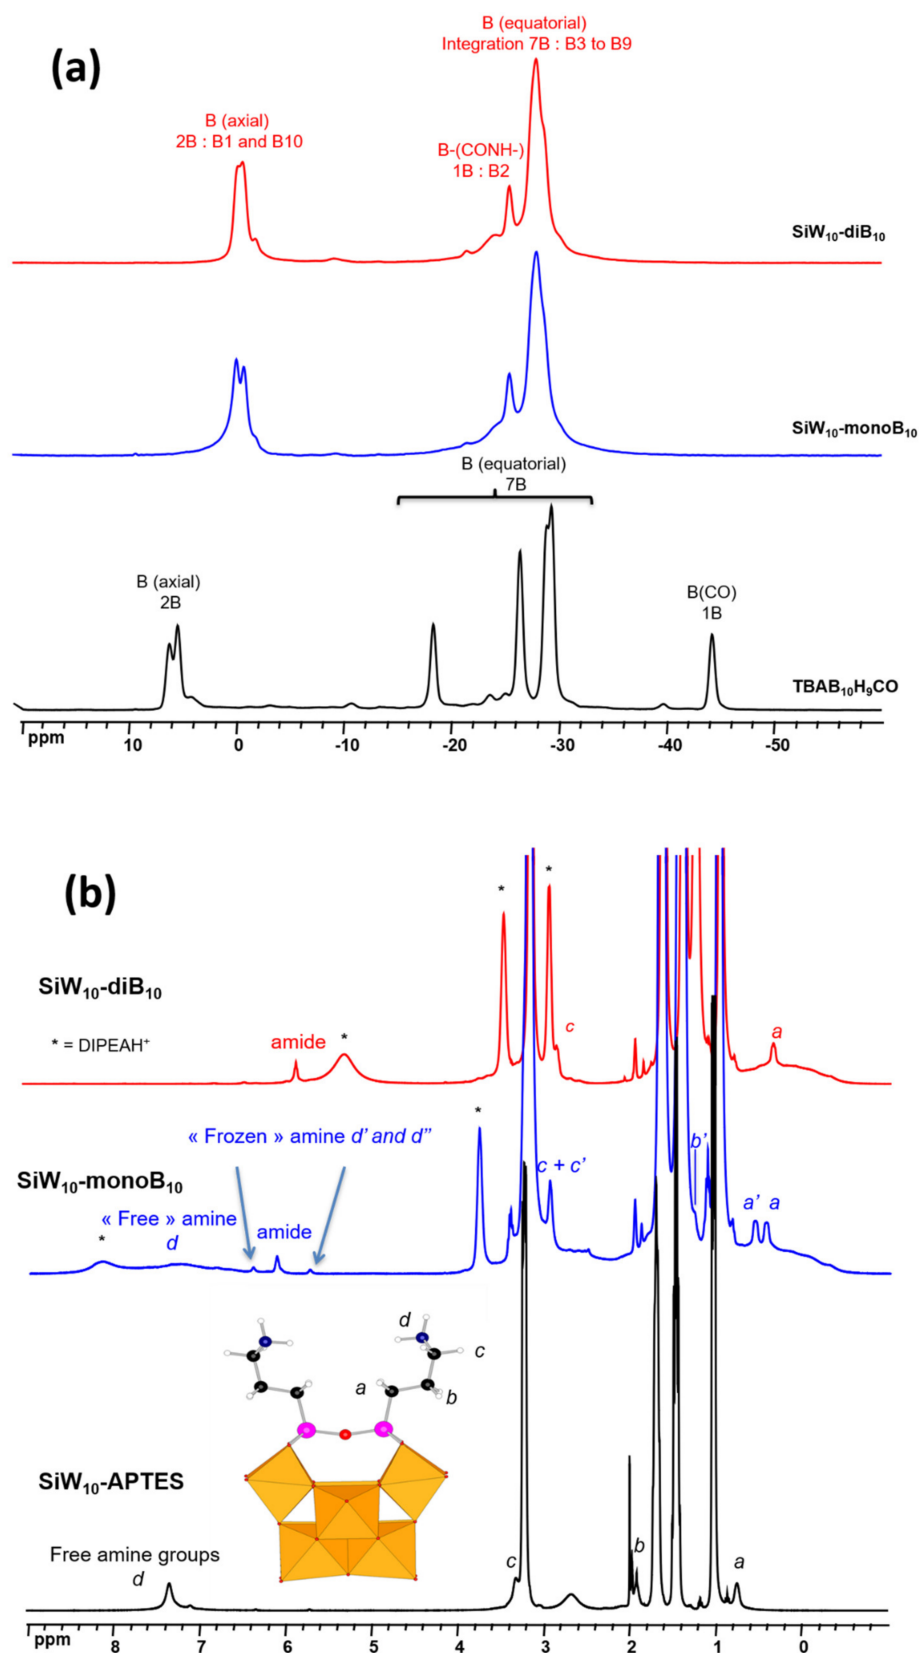 (a)
B (equatorial)
Integration 7B : B3 to B9
B (axial)
2B : B1 and B10
B-(CONH-)
1B : B2
SiW10-diB10
SiW10-monoB10
B (equatorial)
7B
B (axial)
2B
B(CO)
1B
TBAB10H9CO
ppm 10 0 -10 -20 -30 -40 -50
(b)
SiW10-diB10
* = DIPEAH+
amide
*
*
*
c
a
« Frozen » amine d' and d''
SiW10-monoB10
« Free » amine
d
*
amide
*
c + c'
b'
a'
a
d
c
a
b
SiW10-APTES
Free amine groups
d
c
b
a
ppm 8 7 6 5 4 3 2 1 0